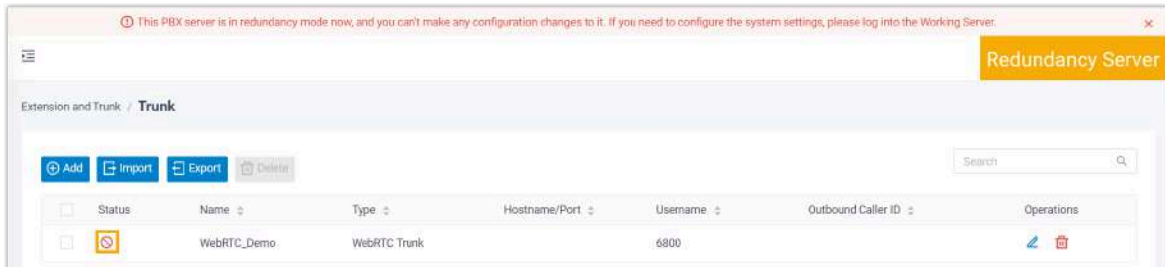 This PBX server is in redundancy mode now, and you can't make any configuration changes to it. If you need to configure the system settings, please log into the Working Server.
Redundancy Server
Extension and Trunk / Trunk
Add Import Export Delete Search
Status Name Type Hostname/Port Username Outbound Caller ID Operations
WebRTC_Demo WebRTC Trunk 6800